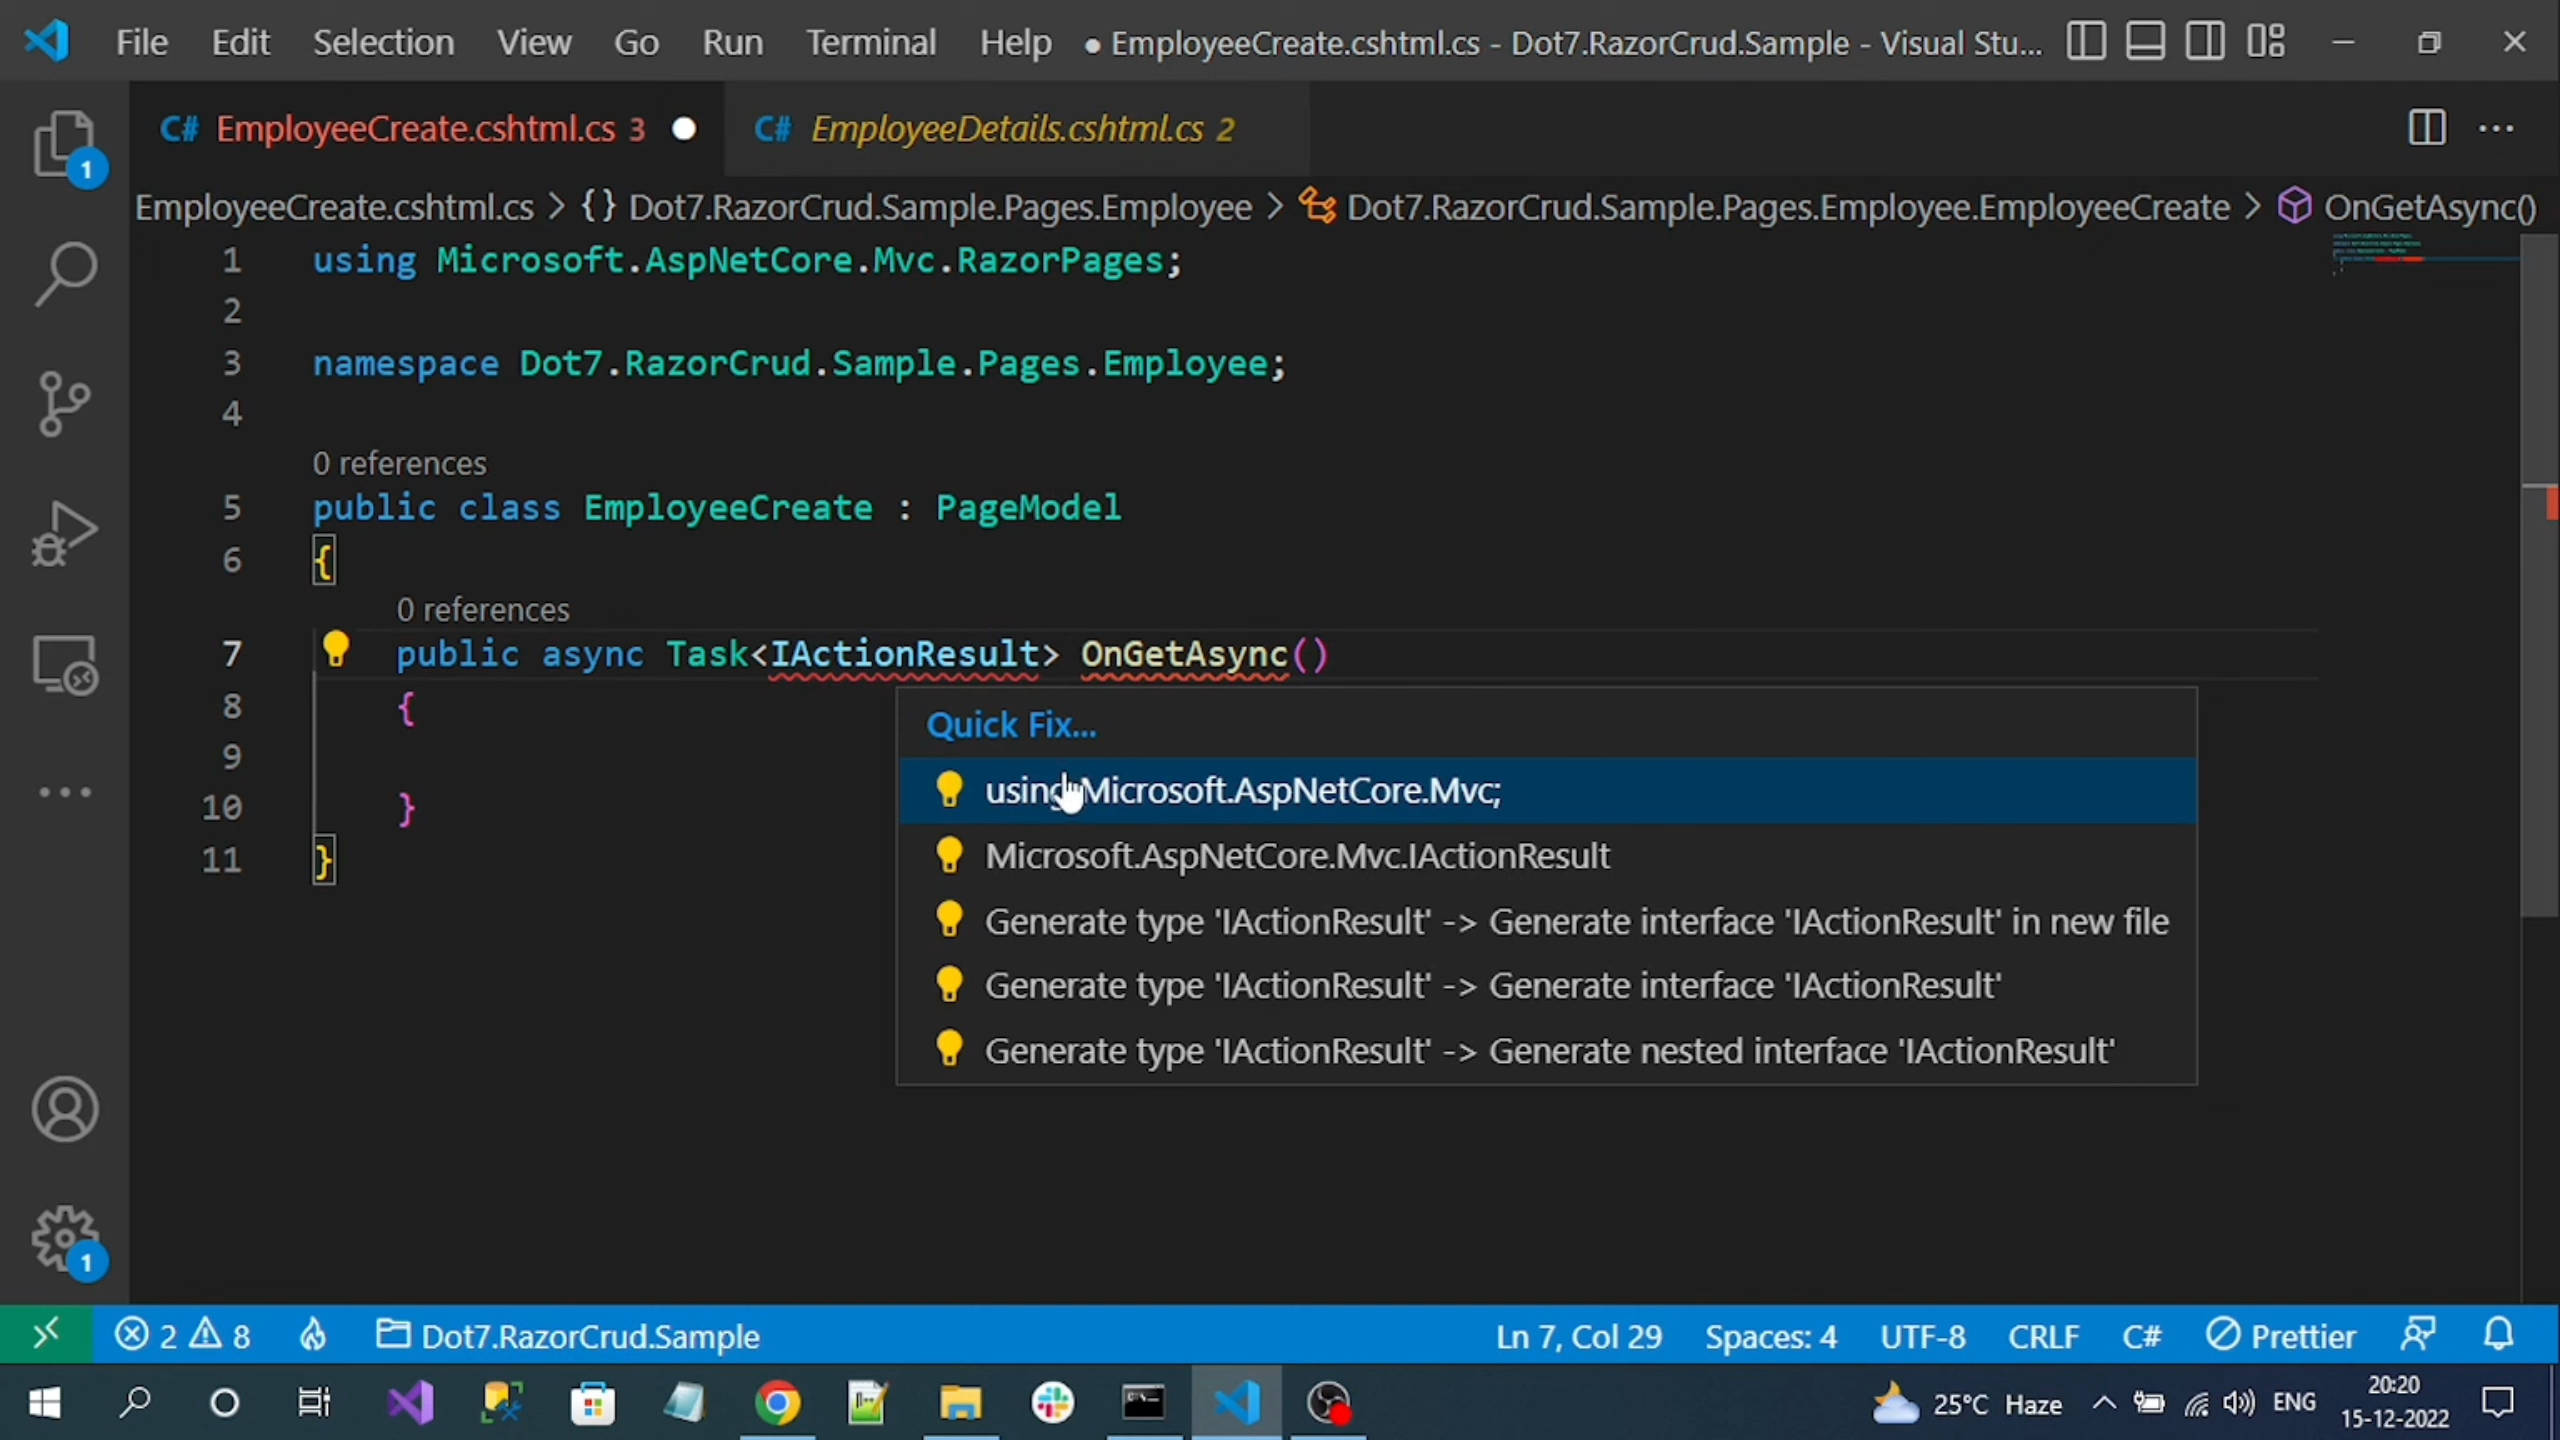 File Edit Selection View Go Run Terminal Help ● EmployeeCreate.cshtml.cs - Dot7.RazorCrud.Sample - Visual Stu...
C# EmployeeCreate.cshtml.cs 3 C# EmployeeDetails.cshtml.cs 2
EmployeeCreate.cshtml.cs > {} Dot7.RazorCrud.Sample.Pages.Employee > Dot7.RazorCrud.Sample.Pages.Employee.EmployeeCreate > OnGetAsync()
1 using Microsoft.AspNetCore.Mvc.RazorPages;
2
3 namespace Dot7.RazorCrud.Sample.Pages.Employee;
4
0 references
5 public class EmployeeCreate : PageModel
6 {
0 references
7 public async Task<IActionResult> OnGetAsync()
8 {
9
10 }
11 }
Quick Fix...
using Microsoft.AspNetCore.Mvc;
Microsoft.AspNetCore.Mvc.IActionResult
Generate type 'IActionResult' -> Generate interface 'IActionResult' in new file
Generate type 'IActionResult' -> Generate interface 'IActionResult'
Generate type 'IActionResult' -> Generate nested interface 'IActionResult'
1
1
2 8 Dot7.RazorCrud.Sample Ln 7, Col 29 Spaces: 4 UTF-8 CRLF C# Prettier
25°C Haze ENG 20:20
15-12-2022